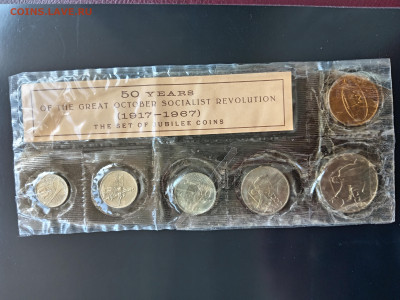 COINS.LAVE.RU
50 YEARS
OF THE GREAT OCTOBER SOCIALIST REVOLUTION
(1917-1967)
THE SET OF JUBILEE COINS